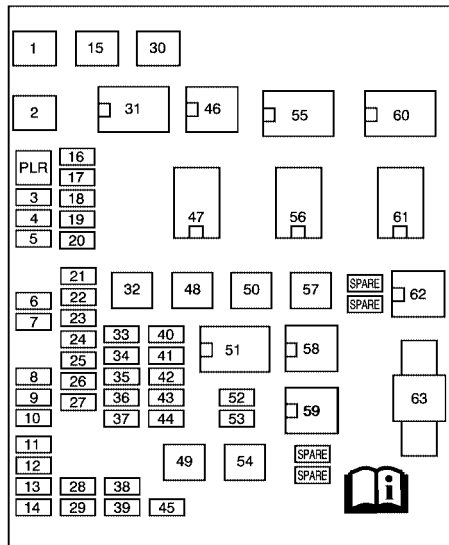 1 15 30
2 31 46 55 60
PLR 16
17
3 18 47 56 61
4 19
5 20
21 32 48 50 57 SPARE 62
6 22 SPARE
7 23 33 40
24 34 41 51 58 63
25 35 42
8 26 36 43 52 59
9 27 37 44 53
10
11 49 54 SPARE
12 SPARE
13 28 38 i
14 29 39 45